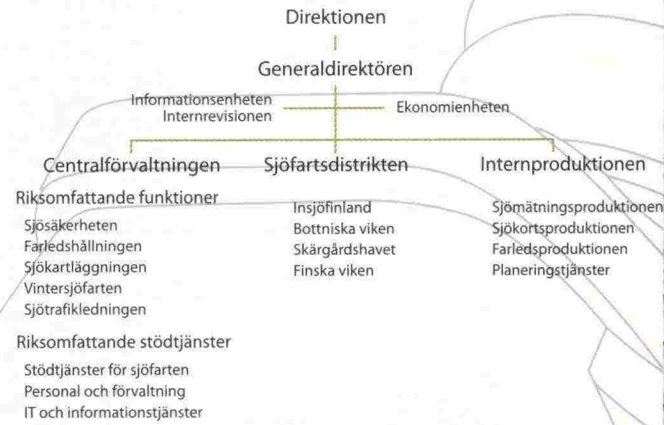 Direktionen
Generaldirektören
Informationsenheten
Internrevisionen
Ekonomienheten
Centralförvaltningen
Riksomfattande funktioner
Sjösäkerheten
Farledshållningen
Sjökartläggningen
Vintersjöfarten
Sjötrafikledningen
Riksomfattande stödtjänster
Stödtjänster för sjöfarten
Personal och förvaltning
IT och informationstjänster
Sjöfartsdistrikten
Insjöfinland
Bottniska viken
Skärgårdshavet
Finska viken
Internproduktionen
Sjömätningsproduktionen
Sjökortsproduktionen
Farledsproduktionen
Planeringstjänster